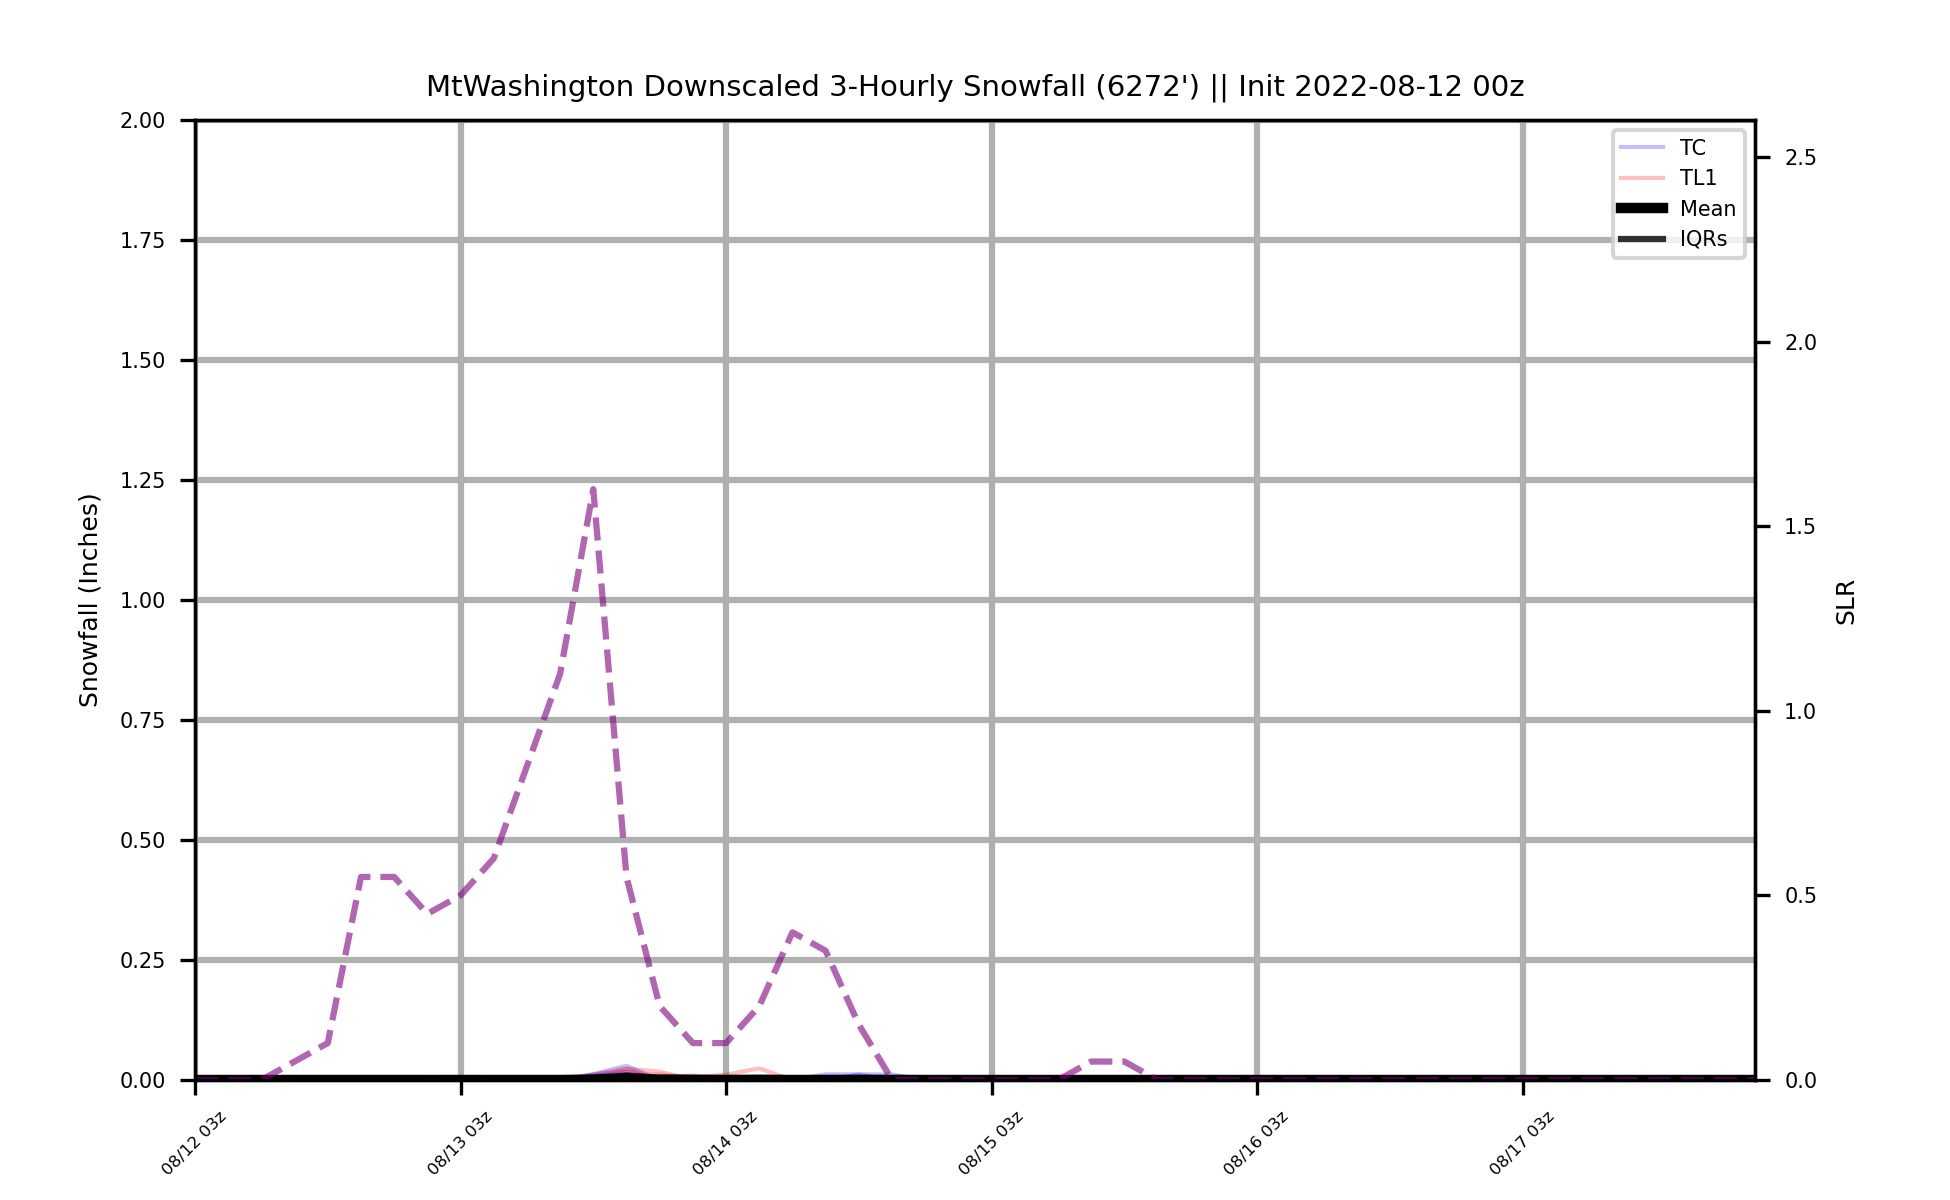 MtWashington Downscaled 3-Hourly Snowfall (6272') || Init 2022-08-12 00z
2.00
1.75
1.50
1.25
1.00
0.75
0.50
0.25
0.00
Snowfall (Inches)
TC
TL1
Mean
IQRs
2.5
2.0
1.5
1.0
0.5
0.0
SLR
08/12 03z
08/13 03z
08/14 03z
08/15 03z
08/16 03z
08/17 03z